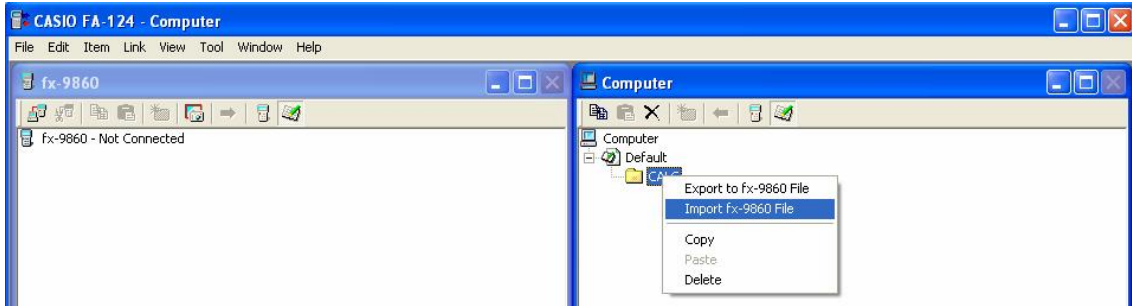 CASIO FA-124 - Computer
File Edit Item Link View Tool Window Help
fx-9860
fx-9860 - Not Connected
Computer
Computer
Default
CALC
Export to fx-9860 File
Import fx-9860 File
Copy
Paste
Delete